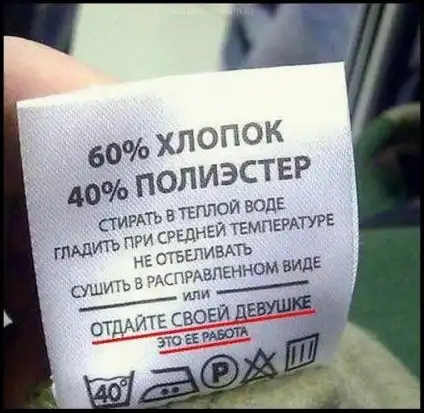 60% ХЛОПОК
40% ПОЛИЭСТЕР
СТИРАТЬ В ТЕПЛОЙ ВОДЕ
ГЛАДИТЬ ПРИ СРЕДНЕЙ ТЕМПЕРАТУРЕ
НЕ ОТБЕЛИВАТЬ
СУШИТЬ В РАСПРАВЛЕННОМ ВИДЕ
ИЛИ
ОТДАЙТЕ СВОЕЙ ДЕВУШКЕ
ЭТО ЕЕ РАБОТА
40° P